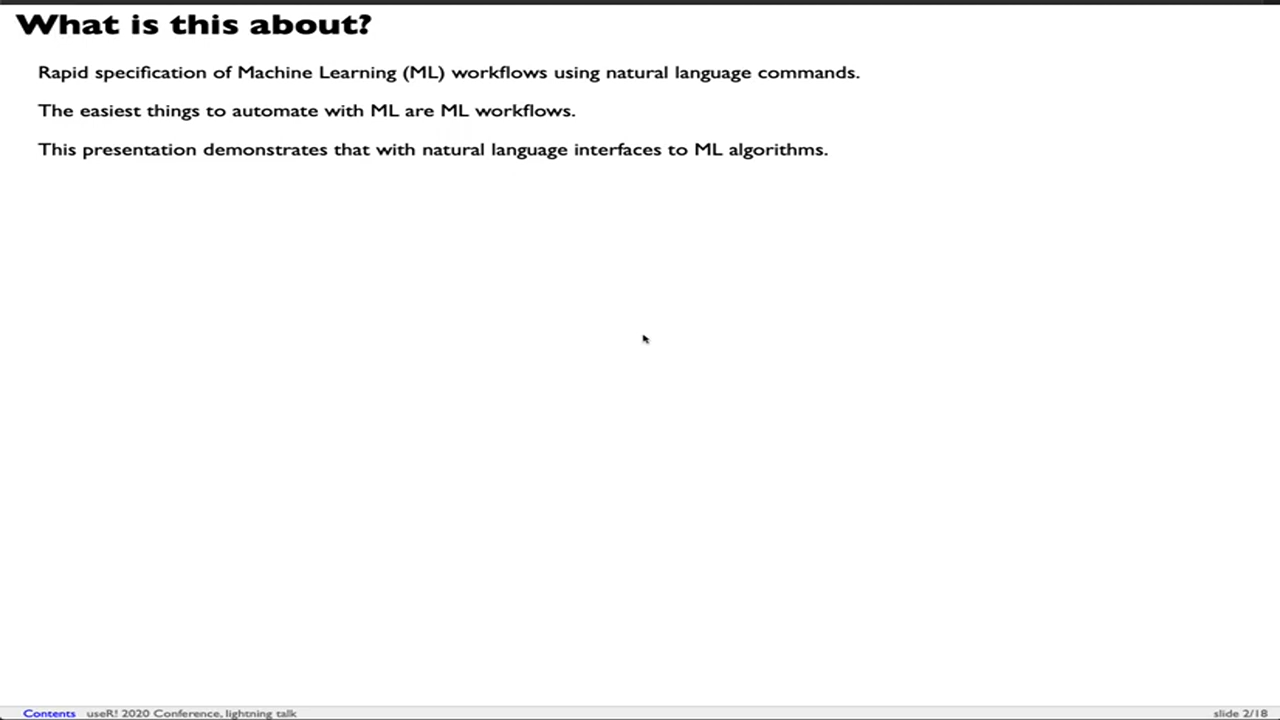 What is this about?
Rapid specification of Machine Learning (ML) workflows using natural language commands.
The easiest things to automate with ML are ML workflows.
This presentation demonstrates that with natural language interfaces to ML algorithms.
Contents useR! 2020 Conference, lightning talk slide 2/18